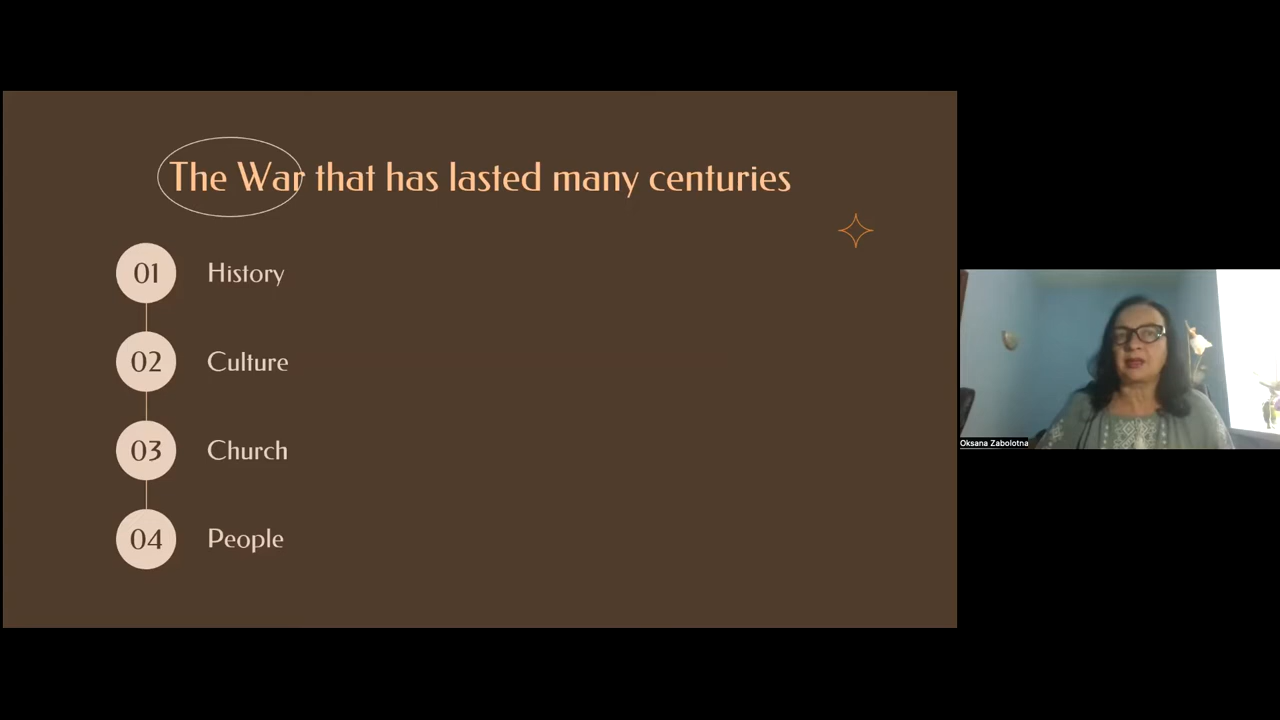 The War that has lasted many centuries
01 History
02 Culture
03 Church
04 People
Oksana Zabolotna